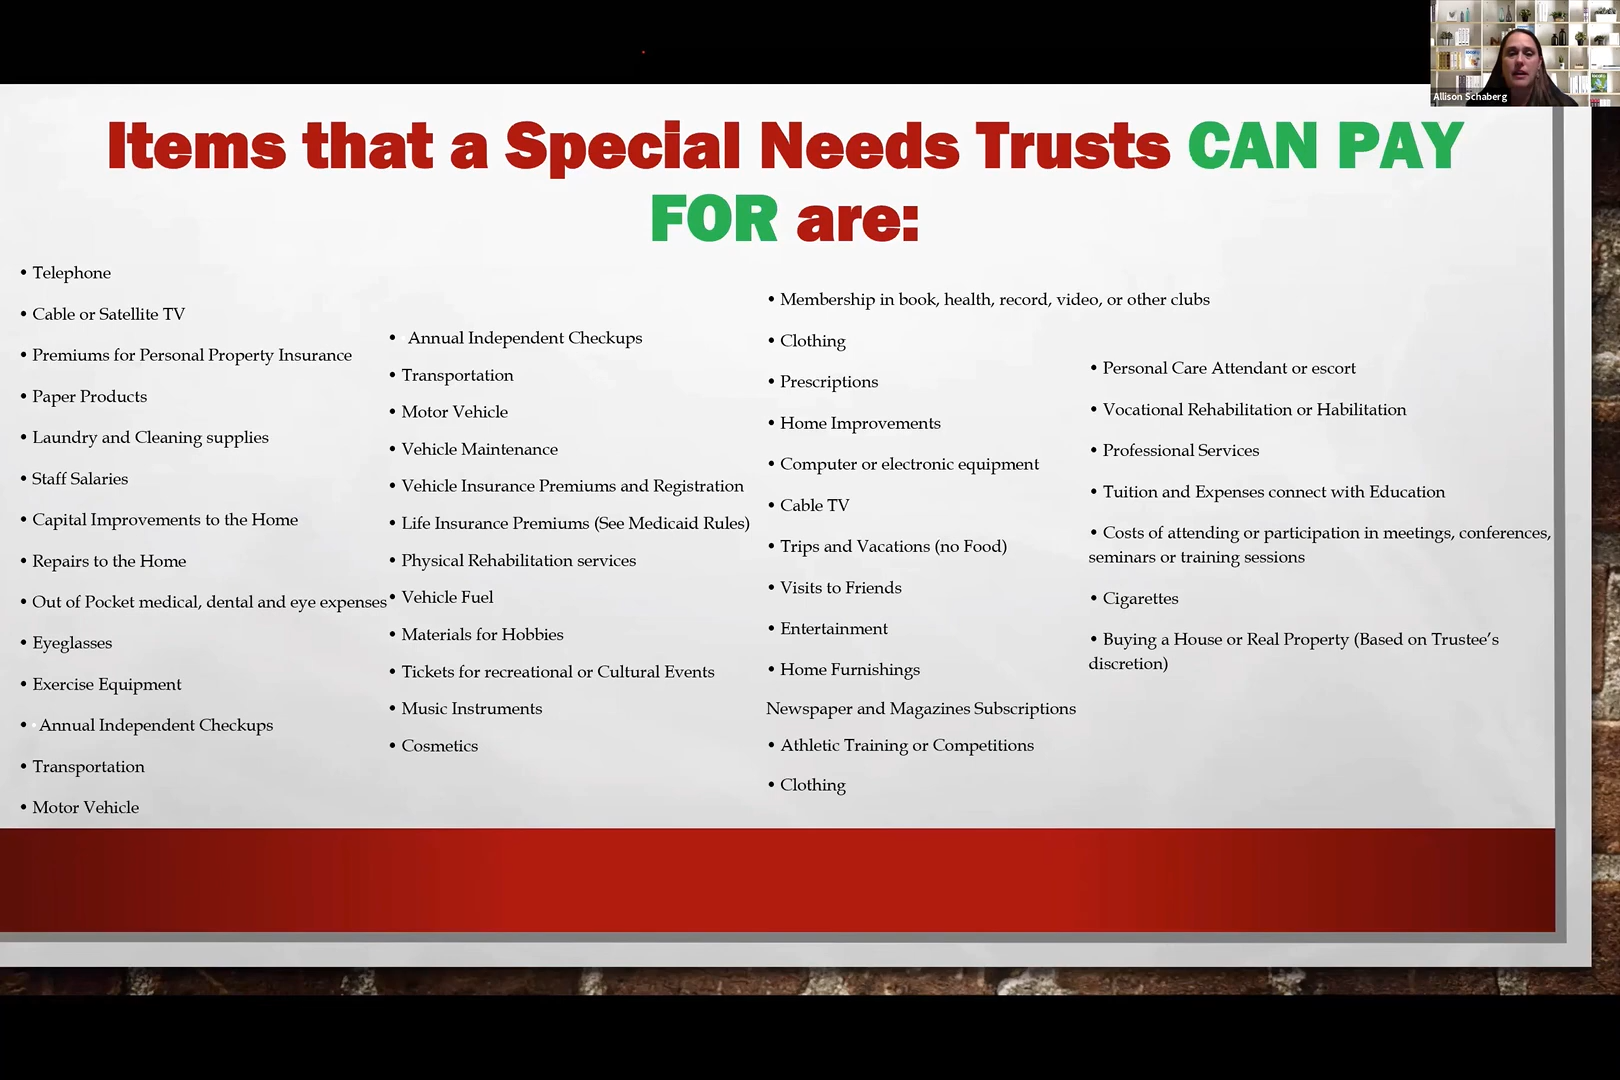 Allison Schaberg
Items that a Special Needs Trusts CAN PAY
FOR are:
• Telephone
• Cable or Satellite TV
• Premiums for Personal Property Insurance
• Paper Products
• Laundry and Cleaning supplies
• Staff Salaries
• Capital Improvements to the Home
• Repairs to the Home
• Out of Pocket medical, dental and eye expenses
• Eyeglasses
• Exercise Equipment
• Annual Independent Checkups
• Transportation
• Motor Vehicle
• Annual Independent Checkups
• Transportation
• Motor Vehicle
• Vehicle Maintenance
• Vehicle Insurance Premiums and Registration
• Life Insurance Premiums (See Medicaid Rules)
• Physical Rehabilitation services
• Vehicle Fuel
• Materials for Hobbies
• Tickets for recreational or Cultural Events
• Music Instruments
• Cosmetics
• Membership in book, health, record, video, or other clubs
• Clothing
• Prescriptions
• Home Improvements
• Computer or electronic equipment
• Cable TV
• Trips and Vacations (no Food)
• Visits to Friends
• Entertainment
• Home Furnishings
Newspaper and Magazines Subscriptions
• Athletic Training or Competitions
• Clothing
• Personal Care Attendant or escort
• Vocational Rehabilitation or Habilitation
• Professional Services
• Tuition and Expenses connect with Education
• Costs of attending or participation in meetings, conferences,
seminars or training sessions
• Cigarettes
• Buying a House or Real Property (Based on Trustee’s
discretion)